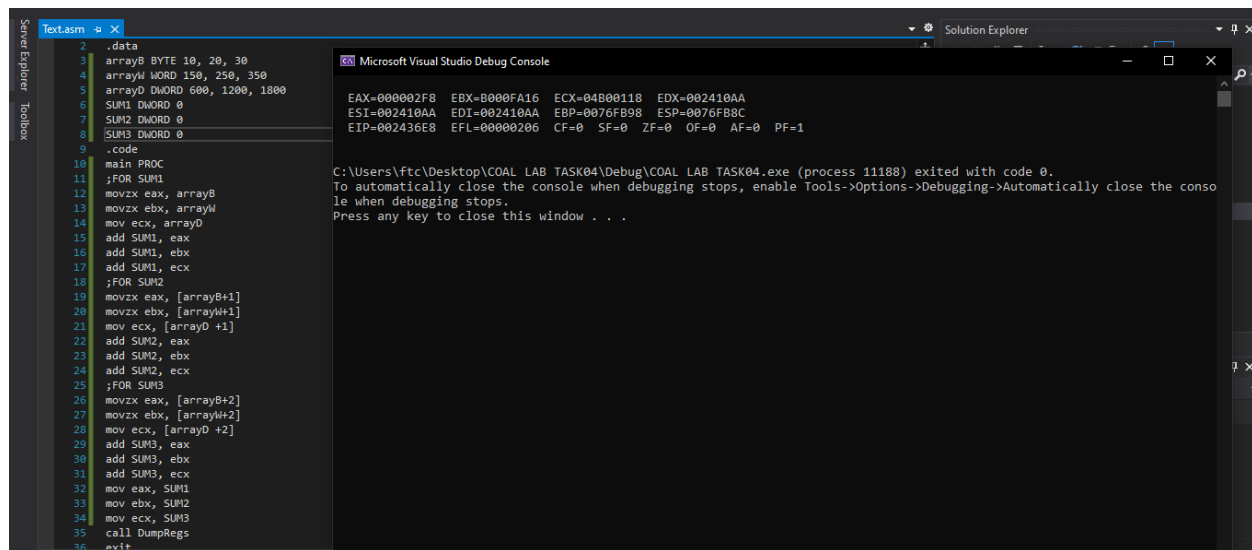 Server Explorer
Toolbox
Text.asm
Solution Explorer
2 .data
3 arrayB BYTE 10, 20, 30
4 arrayW WORD 150, 250, 350
5 arrayD DWORD 600, 1200, 1800
6 SUM1 DWORD 0
7 SUM2 DWORD 0
8 SUM3 DWORD 0
9 .code
10 main PROC
11 ;FOR SUM1
12 movzx eax, arrayB
13 movzx ebx, arrayW
14 mov ecx, arrayD
15 add SUM1, eax
16 add SUM1, ebx
17 add SUM1, ecx
18 ;FOR SUM2
19 movzx eax, [arrayB+1]
20 movzx ebx, [arrayW+1]
21 mov ecx, [arrayD +1]
22 add SUM2, eax
23 add SUM2, ebx
24 add SUM2, ecx
25 ;FOR SUM3
26 movzx eax, [arrayB+2]
27 movzx ebx, [arrayW+2]
28 mov ecx, [arrayD +2]
29 add SUM3, eax
30 add SUM3, ebx
31 add SUM3, ecx
32 mov eax, SUM1
33 mov ebx, SUM2
34 mov ecx, SUM3
35 call DumpRegs
36 exit
Microsoft Visual Studio Debug Console
EAX=000002F8 EBX=B000FA16 ECX=04B00118 EDX=002410AA
ESI=002410AA EDI=002410AA EBP=0076FB98 ESP=0076FB8C
EIP=002436E8 EFL=00000206 CF=0 SF=0 ZF=0 OF=0 AF=0 PF=1
C:\Users\ftc\Desktop\COAL LAB TASK04\Debug\COAL LAB TASK04.exe (process 11188) exited with code 0.
To automatically close the console when debugging stops, enable Tools->Options->Debugging->Automatically close the conso
le when debugging stops.
Press any key to close this window . . .